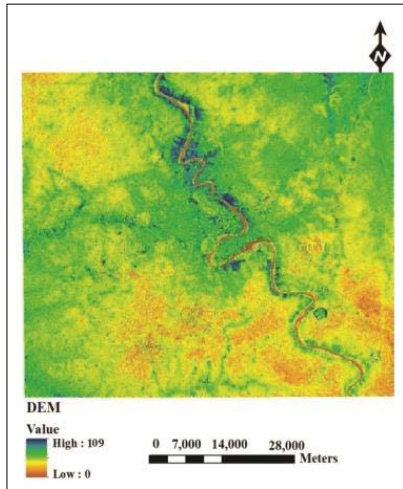 N
DEM
Value
High : 109
Low : 0
0 7,000 14,000 28,000
Meters